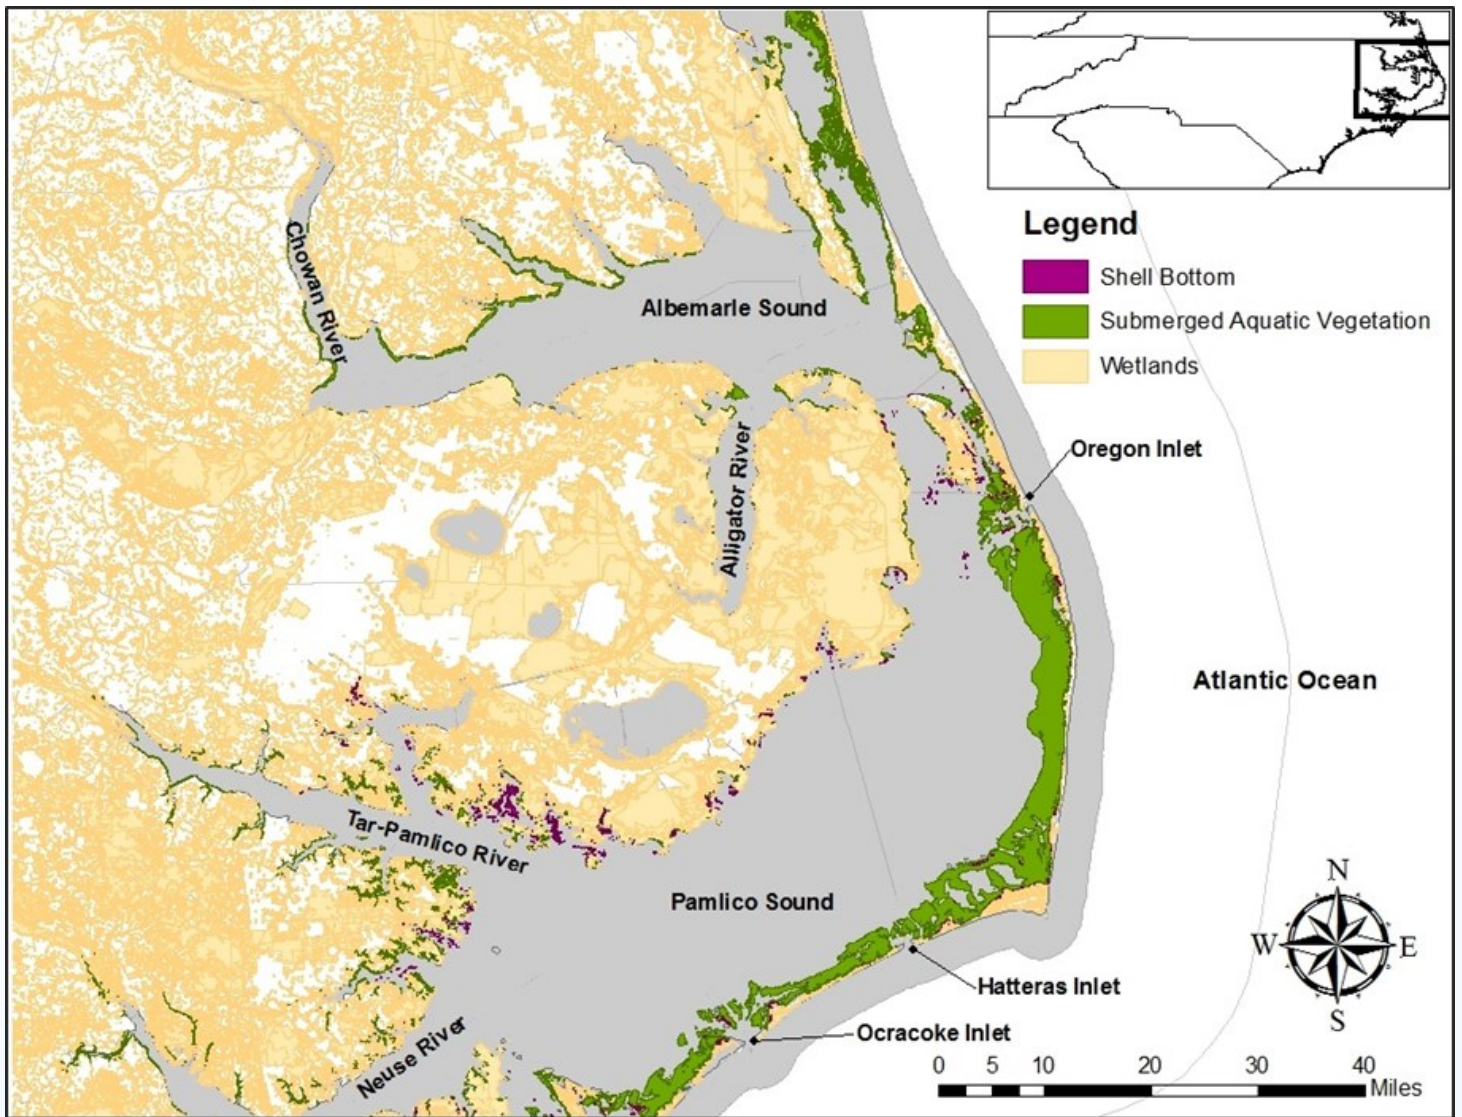 Legend
Shell Bottom
Submerged Aquatic Vegetation
Wetlands
Chowan River
Albemarle Sound
Alligator River
Oregon Inlet
Atlantic Ocean
Tar-Pamlico River
Pamlico Sound
Hatteras Inlet
Ocracoke Inlet
Neuse River
N
W E
S
0 5 10 20 30 40
Miles